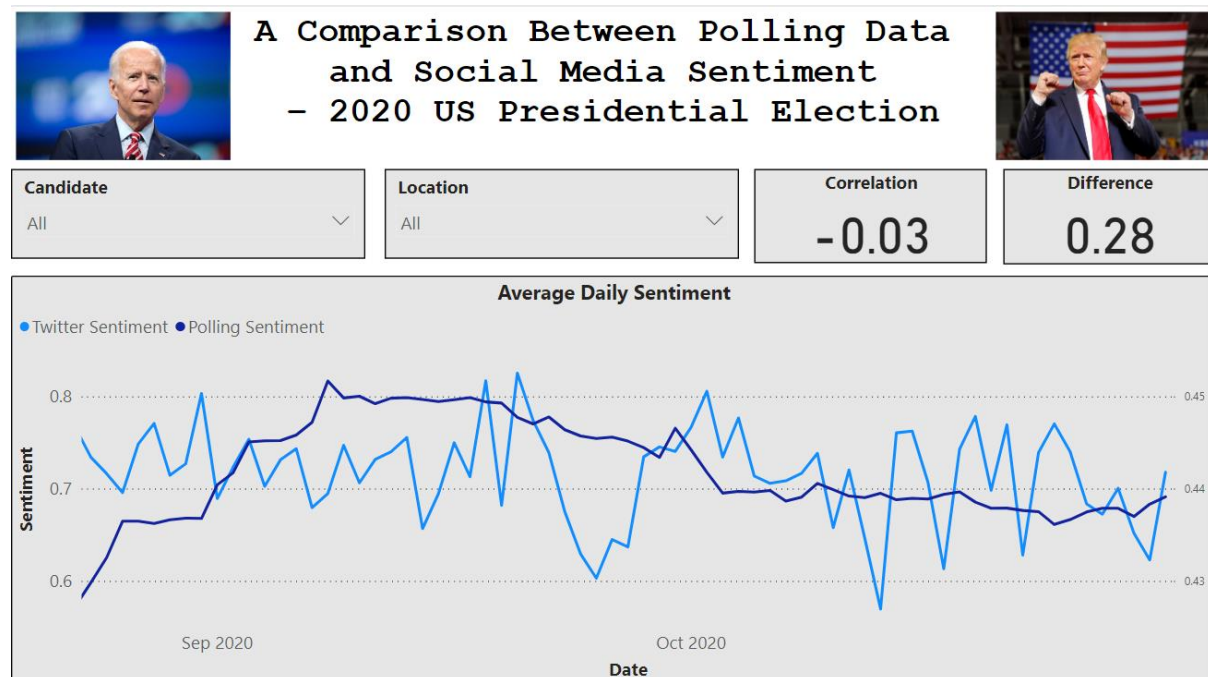 A Comparison Between Polling Data
and Social Media Sentiment
– 2020 US Presidential Election
Candidate
All
Location
All
Correlation
-0.03
Difference
0.28
Average Daily Sentiment
Twitter Sentiment Polling Sentiment
Sentiment
0.8
0.7
0.6
0.45
0.44
0.43
Sep 2020
Oct 2020
Date